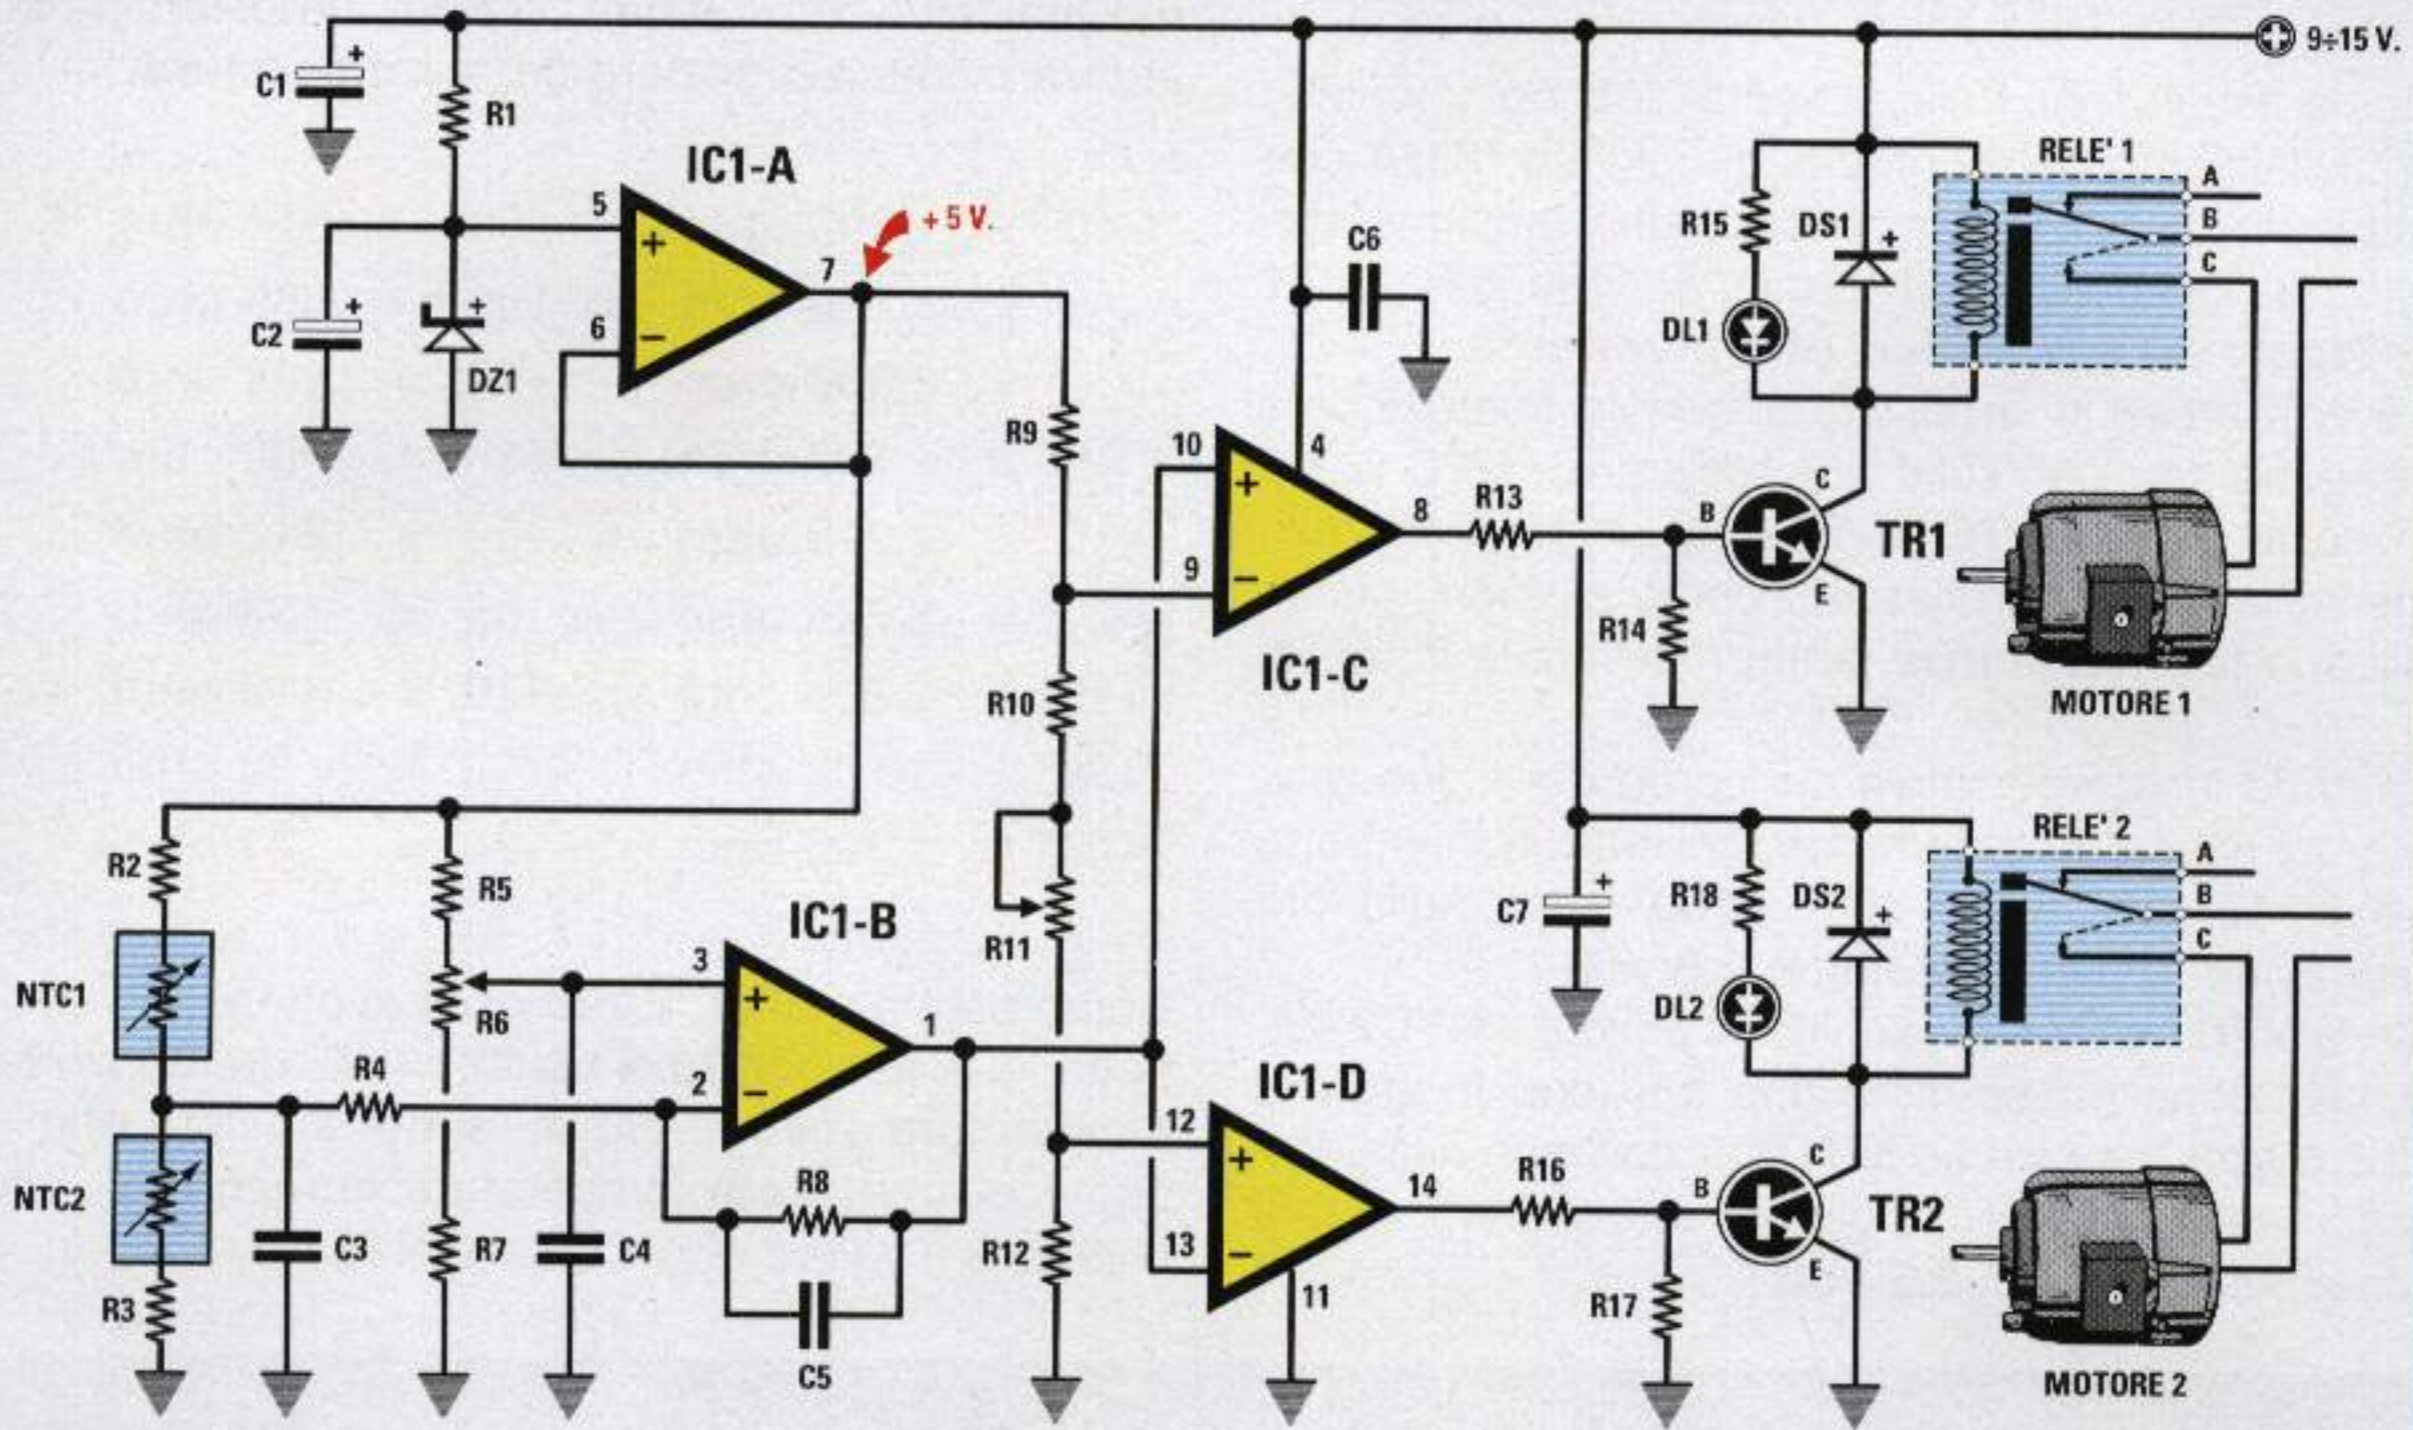 9÷15 V.
C1
+
R1
IC1-A
RELE' 1
A
B
C
R15
DS1
+
DL1
+ 5 V.
5
+
7
6
−
C2
+
+
DZ1
C6
R9
10
+
4
9
−
8
R13
IC1-C
B
C
E
TR1
R14
MOTORE 1
R10
R2
R5
NTC1
R6
R11
IC1-B
3
+
1
2
−
R4
NTC2
R3
C3
R7
C4
R8
C5
R12
IC1-D
12
+
13
−
14
11
R16
C7
+
R18
DS2
+
DL2
RELE' 2
A
B
C
B
C
E
TR2
R17
MOTORE 2